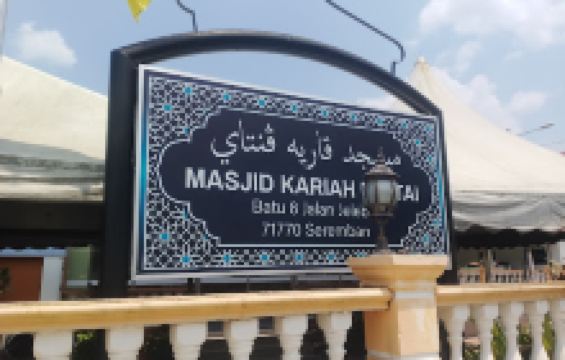 مسجد قاريه ڤنتاي
MASJID KARIAH
Batu 8 Jalan
71770 Seremban